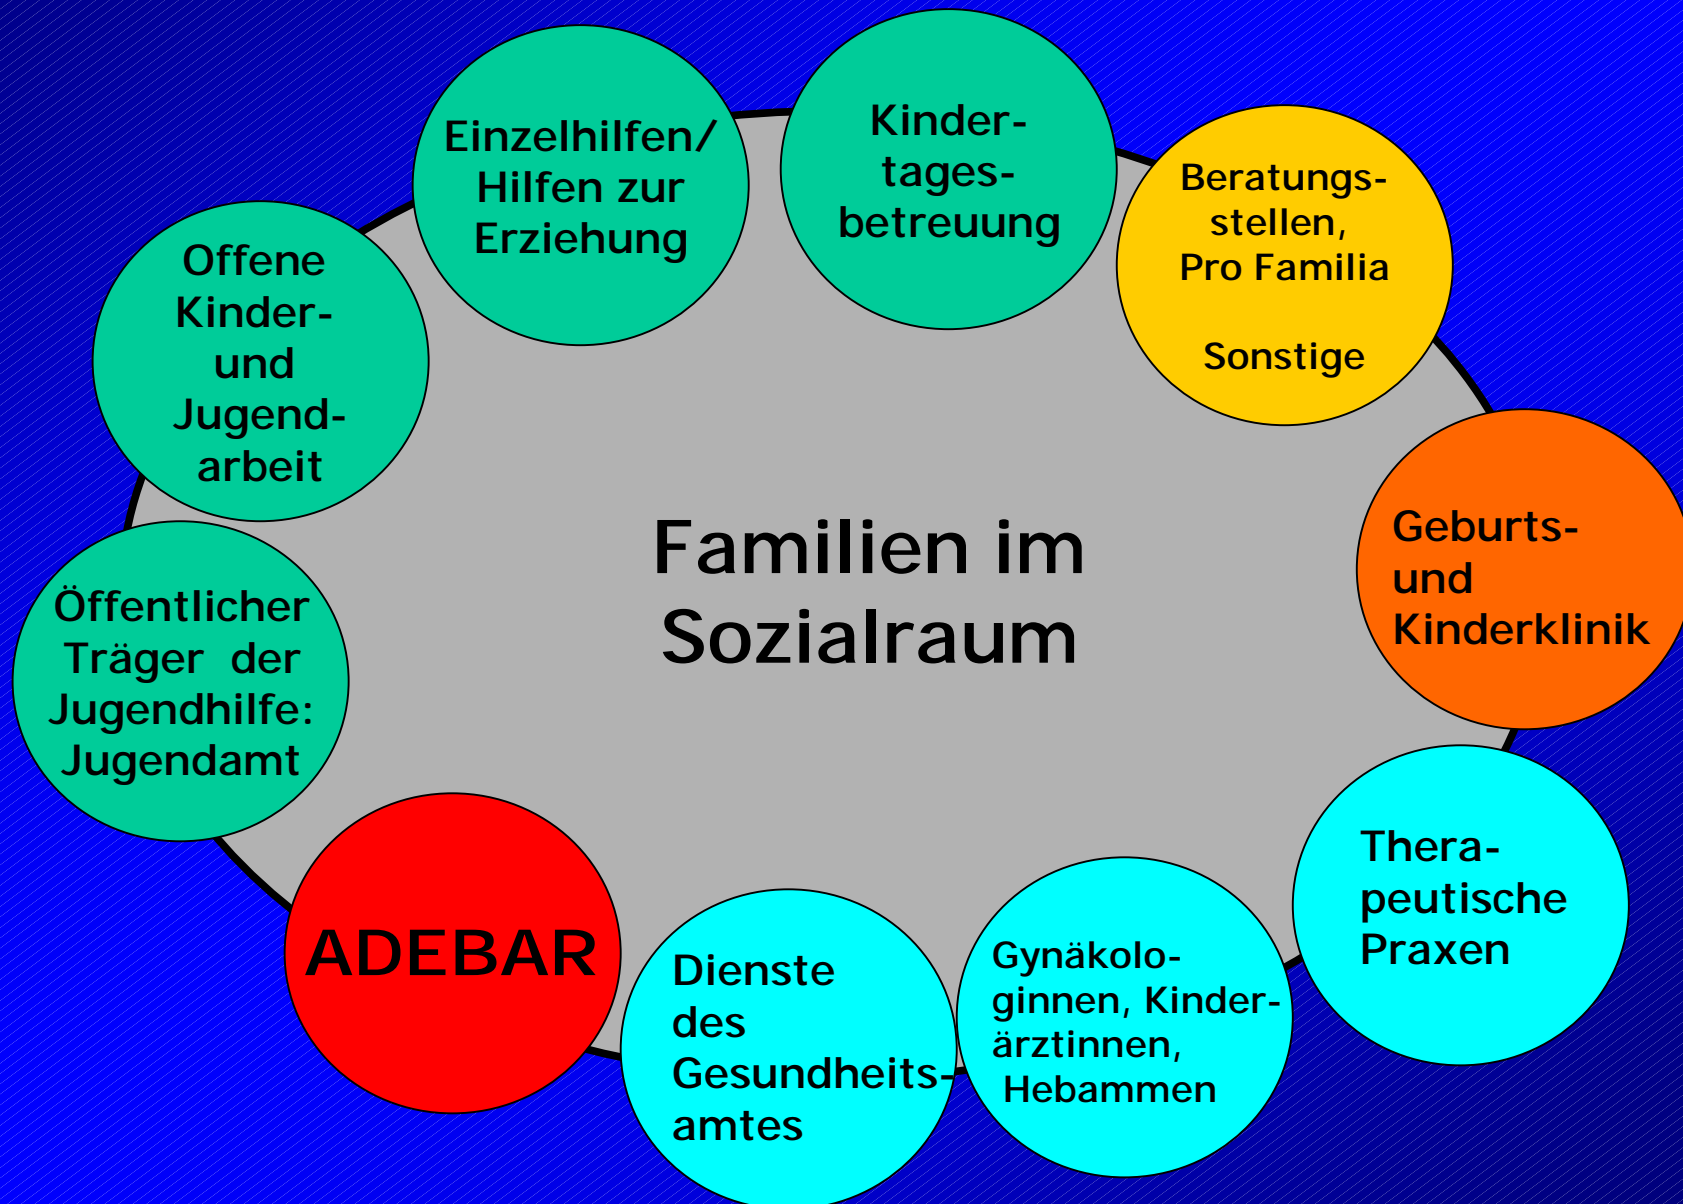 Einzelhilfen/
Hilfen zur
Erziehung
Kinder-
tages-
betreuung
Beratungs-
stellen,
Pro Familia
Sonstige
Offene
Kinder-
und
Jugend-
arbeit
Familien im
Sozialraum
Geburts-
und
Kinderklinik
Öffentlicher
Träger der
Jugendhilfe:
Jugendamt
Thera-
peutische
Praxen
ADEBAR
Dienste
des
Gesundheits-
amtes
Gynäkolo-
ginnen, Kinder-
ärztinnen,
Hebammen